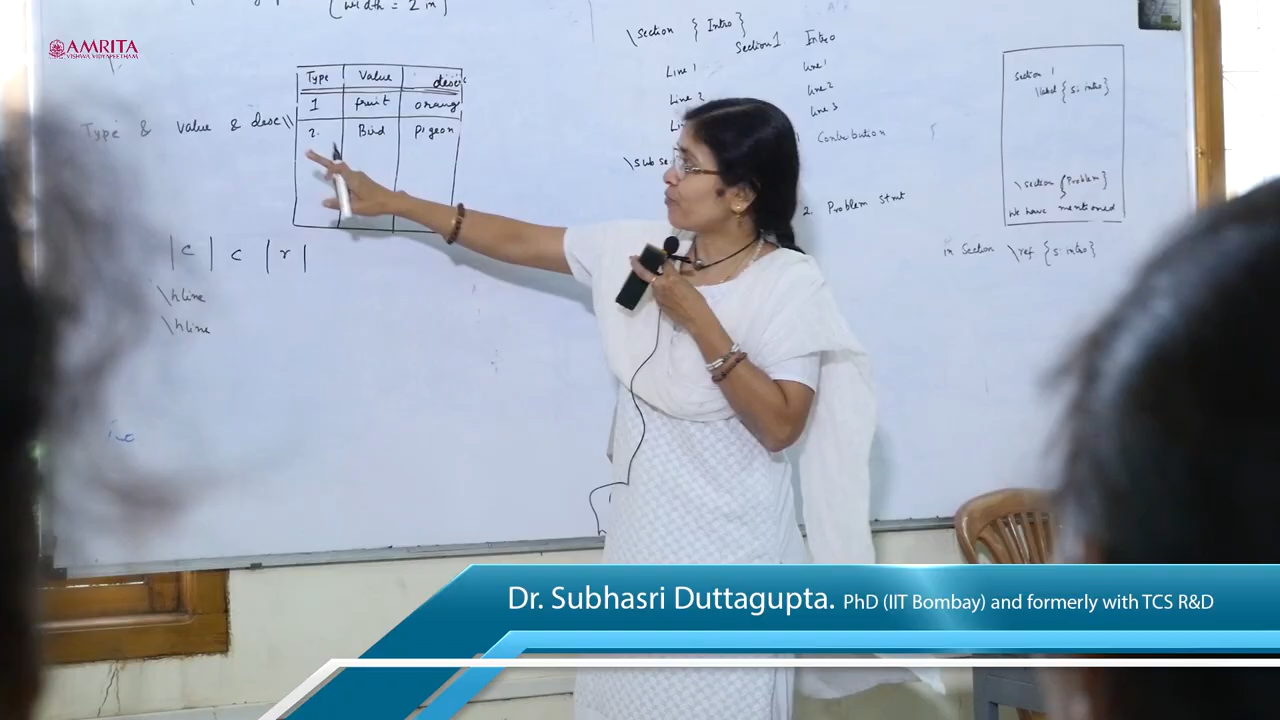 (width = 2 in)
AMRITA
VISHWA VIDYAPEETHAM
Type Value desc
1 fruit orange
2. Bird pigeon
Type & Value & desc\\
|c| c |r|
\hline
\hline
\section {Intro}
Section 1 Intro
Line 1 line 1
Line 2 line 2
line 3
Contribution
\subse
2. Problem stmt
Section 1
\label {s: intro}
\section {Problem}
We have mentioned
in Section \ref {s: intro}
Dr. Subhasri Duttagupta. PhD (IIT Bombay) and formerly with TCS R&D